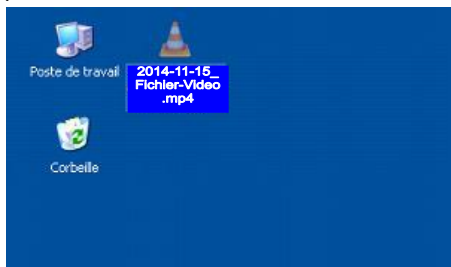 Poste de travail
2014-11-15_
Fichier-Video
.mp4
Corbeille